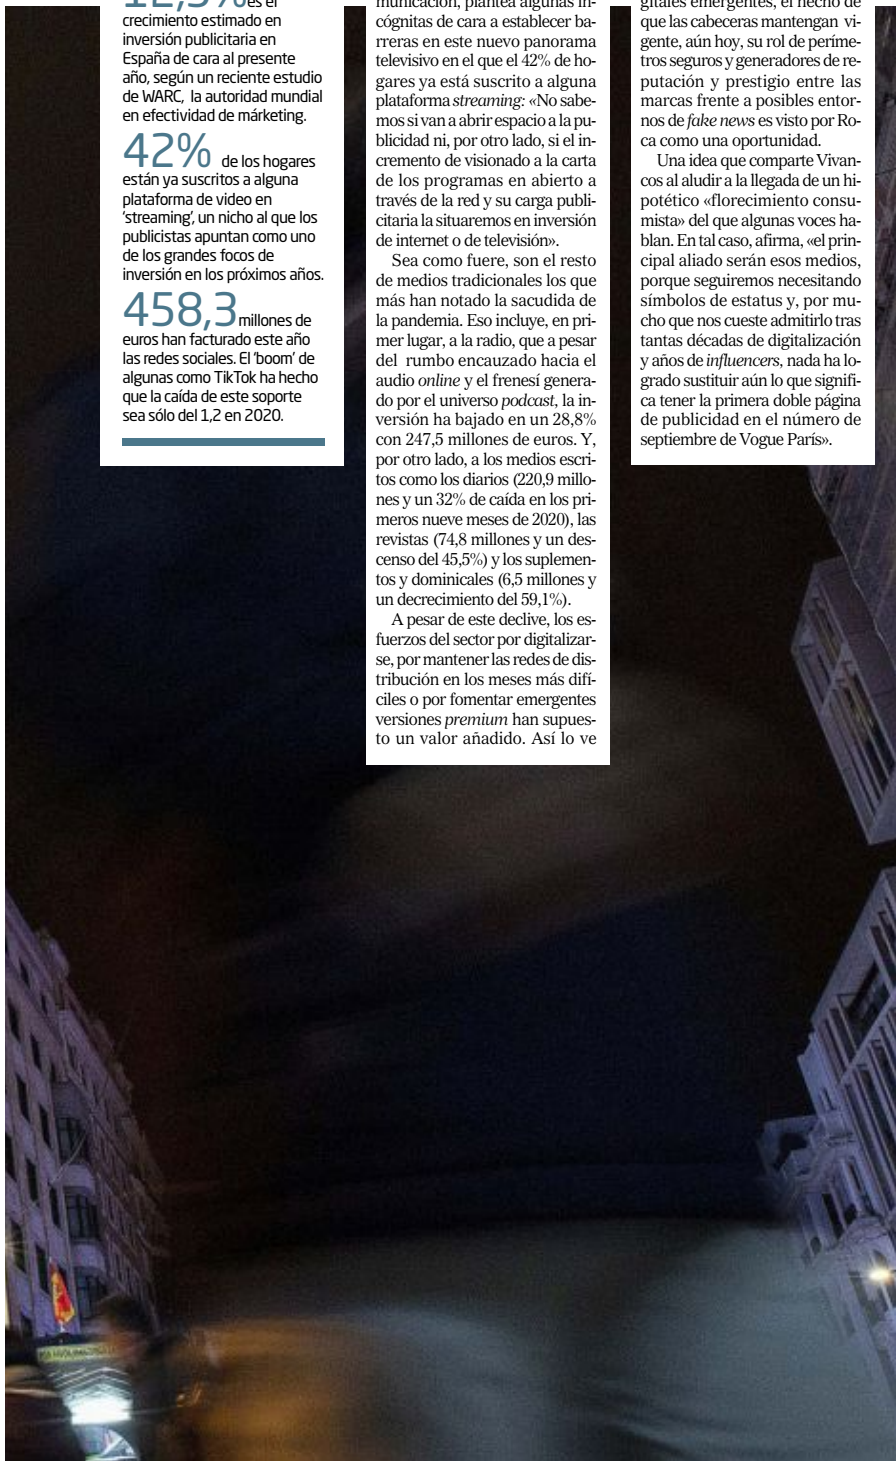 es el
crecimiento estimado en
inversión publicitaria en
España de cara al presente
año, según un reciente estudio
de WARC, la autoridad mundial
en efectividad de márketing.
42% de los hogares
están ya suscritos a alguna
plataforma de video en
‘streaming’, un nicho al que los
publicistas apuntan como uno
de los grandes focos de
inversión en los próximos años.
458,3 millones de
euros han facturado este año
las redes sociales. El ‘boom’ de
algunas como TikTok ha hecho
que la caída de este soporte
sea sólo del 1,2 en 2020.
municación, plantea algunas in-
cógnitas de cara a establecer ba-
rreras en este nuevo panorama
televisivo en el que el 42% de ho-
gares ya está suscrito a alguna
plataforma streaming: «No sabe-
mos si van a abrir espacio a la pu-
blicidad ni, por otro lado, si el in-
cremento de visionado a la carta
de los programas en abierto a
través de la red y su carga publi-
citaria la situaremos en inversión
de internet o de televisión».
Sea como fuere, son el resto
de medios tradicionales los que
más han notado la sacudida de
la pandemia. Eso incluye, en pri-
mer lugar, a la radio, que a pesar
del rumbo encauzado hacia el
audio online y el frenesí genera-
do por el universo podcast, la in-
versión ha bajado en un 28,8%
con 247,5 millones de euros. Y,
por otro lado, a los medios escri-
tos como los diarios (220,9 millo-
nes y un 32% de caída en los pri-
meros nueve meses de 2020), las
revistas (74,8 millones y un des-
censo del 45,5%) y los suplemen-
tos y dominicales (6,5 millones y
un decrecimiento del 59,1%).
A pesar de este declive, los es-
fuerzos del sector por digitalizar-
se, por mantener las redes de dis-
tribución en los meses más difí-
ciles o por fomentar emergentes
versiones premium han supues-
to un valor añadido. Así lo ve
gitales emergentes, el hecho de
que las cabeceras mantengan vi-
gente, aún hoy, su rol de períme-
tros seguros y generadores de re-
putación y prestigio entre las
marcas frente a posibles entor-
nos de fake news es visto por Ro-
ca como una oportunidad.
Una idea que comparte Vivan-
cos al aludir a la llegada de un hi-
potético «florecimiento consu-
mista» del que algunas voces ha-
blan. En tal caso, afirma, «el prin-
cipal aliado serán esos medios,
porque seguiremos necesitando
símbolos de estatus y, por mu-
cho que nos cueste admitirlo tras
tantas décadas de digitalización
y años de influencers, nada ha lo-
grado sustituir aún lo que signifi-
ca tener la primera doble página
de publicidad en el número de
septiembre de Vogue París».